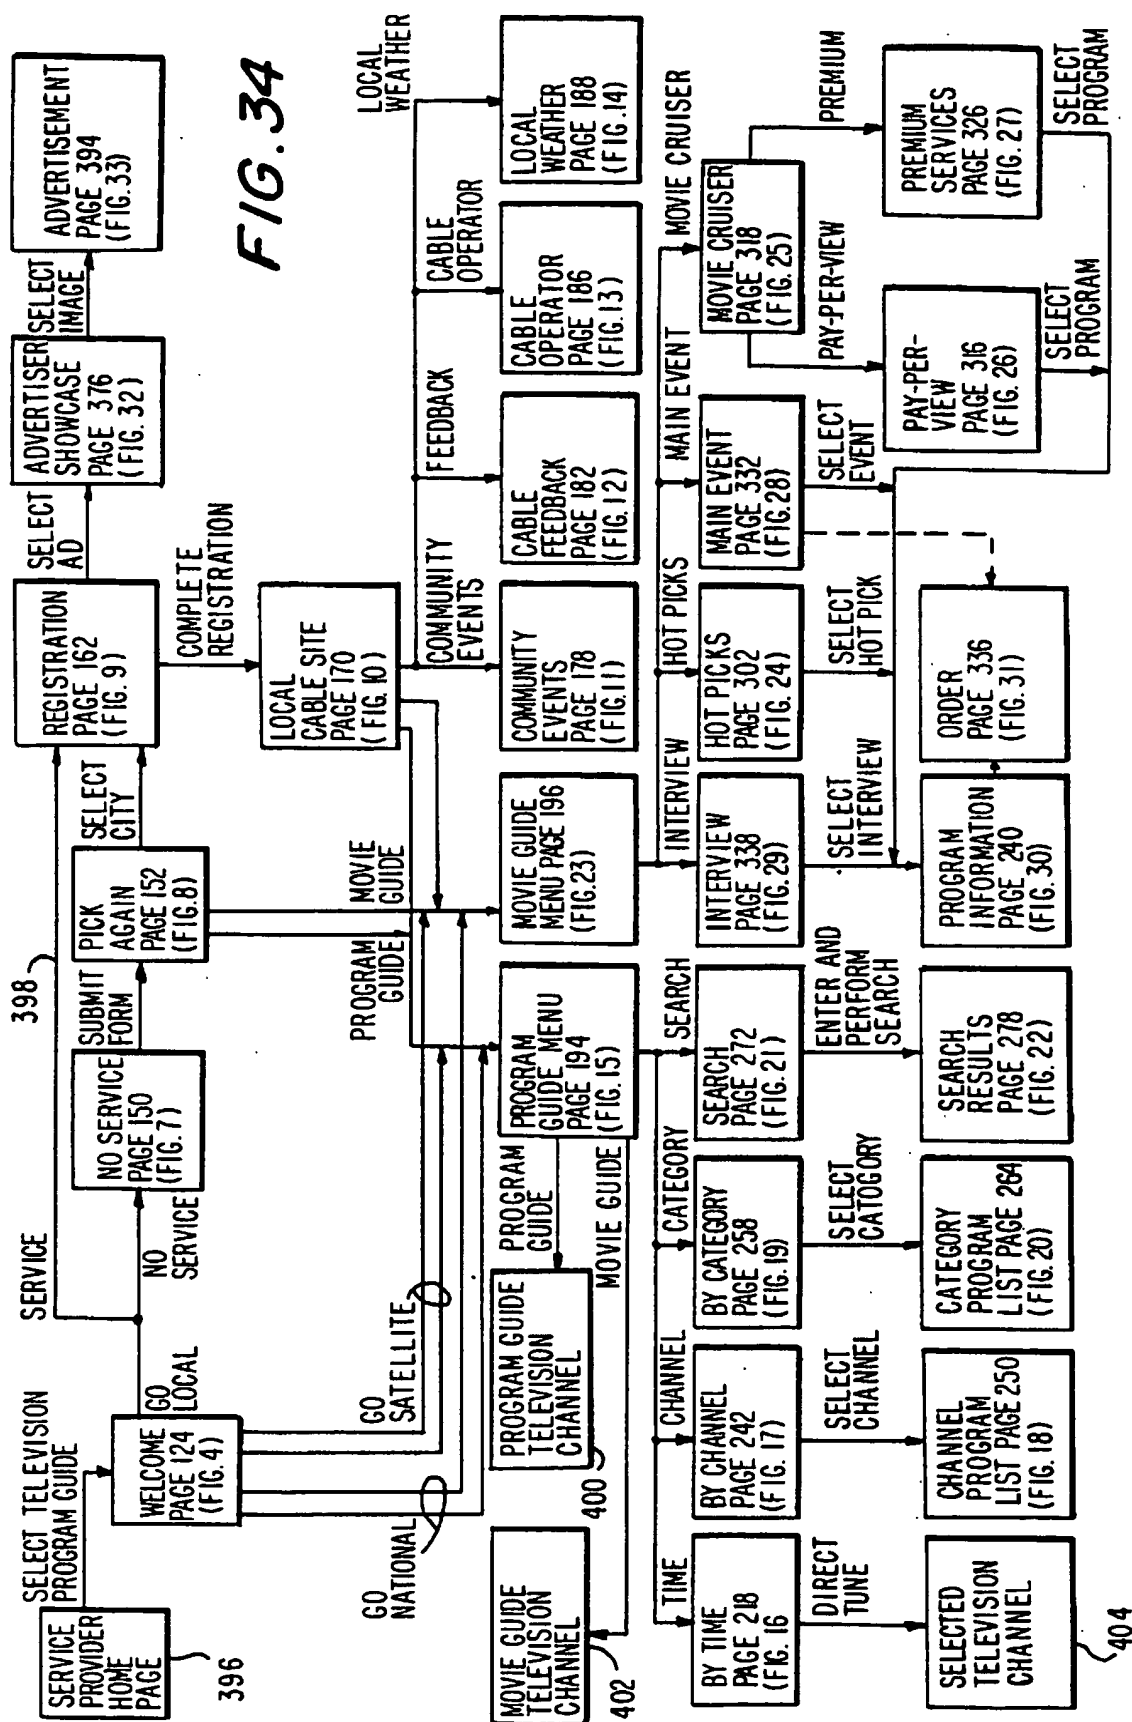 FIG. 34
SELECT TELEVISION
PROGRAM GUIDE
SERVICE
PROVIDER
HOME
PAGE
396
WELCOME
PAGE 124
(FIG. 4)
GO LOCAL
SERVICE
398
NO SERVICE
NO SERVICE
PAGE 150
(FIG. 7)
SUBMIT
FORM
PICK
AGAIN
PAGE 152
(FIG. 8)
SELECT
CITY
REGISTRATION
PAGE 162
(FIG. 9)
SELECT
AD
ADVERTISER
SHOWCASE
PAGE 376
(FIG. 32)
SELECT
IMAGE
ADVERTISEMENT
PAGE 394
(FIG. 33)
COMPLETE
REGISTRATION
LOCAL
CABLE SITE
PAGE 170
(FIG. 10)
GO
NATIONAL
GO
SATELLITE
PROGRAM
GUIDE
MOVIE
GUIDE
COMMUNITY
EVENTS
FEEDBACK
CABLE
OPERATOR
LOCAL
WEATHER
MOVIE GUIDE
TELEVISION
CHANNEL
402
PROGRAM GUIDE
TELEVISION
CHANNEL
400
PROGRAM
GUIDE
MOVIE GUIDE
PROGRAM
GUIDE MENU
PAGE 194
(FIG. 15)
MOVIE GUIDE
MENU PAGE 196
(FIG.23)
COMMUNITY
EVENTS
PAGE 178
(FIG.11)
CABLE
FEEDBACK
PAGE 182
(FIG. 12)
CABLE
OPERATOR
PAGE 186
(FIG. 13)
LOCAL
WEATHER
PAGE 188
(FIG. 14)
TIME
CHANNEL
CATEGORY
SEARCH
INTERVIEW
HOT PICKS
MAIN EVENT
MOVIE CRUISER
BY TIME
PAGE 218
(FIG. 16
BY CHANNEL
PAGE 242
(FIG. 17)
BY CATEGORY
PAGE 258
(FIG. 19)
SEARCH
PAGE 272
(FIG. 21)
INTERVIEW
PAGE 338
(FIG. 29)
HOT PICKS
PAGE 302
(FIG. 24)
MAIN EVENT
PAGE 332
(FIG. 28)
MOVIE CRUISER
PAGE 318
(FIG. 25)
PAY-PER-VIEW
PREMIUM
DIRECT
TUNE
SELECT
CHANNEL
SELECT
CATOGORY
ENTER AND
PERFORM
SEARCH
SELECT
INTERVIEW
SELECT
HOT PICK
SELECT
EVENT
PAY-PER-
VIEW
PAGE 316
(FIG. 26)
PREMIUM
SERVICES
PAGE 326
(FIG. 27)
SELECT
PROGRAM
SELECT
PROGRAM
SELECTED
TELEVISION
CHANNEL
404
CHANNEL
PROGRAM
LIST PAGE 250
(FIG. 18)
CATEGORY
PROGRAM
LIST PAGE 264
(FIG. 20)
SEARCH
RESULTS
PAGE 278
(FIG. 22)
PROGRAM
INFORMATION
PAGE 240
(FIG. 30)
ORDER
PAGE 336
(FIG. 31)